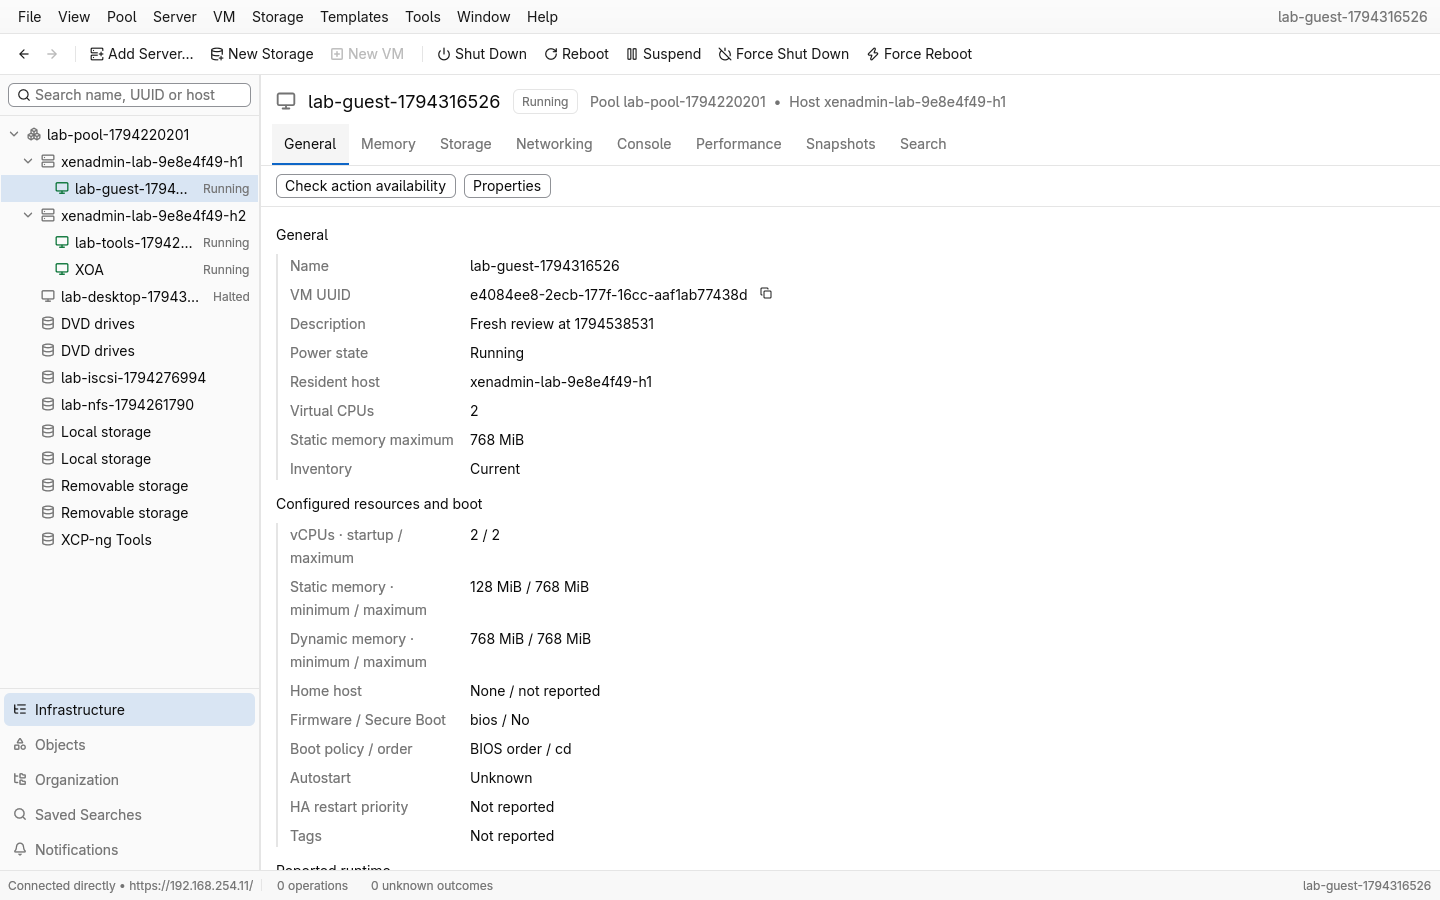 File View Pool Server VM Storage Templates Tools Window Help lab-guest-1794316526
Add Server... New Storage New VM Shut Down Reboot Suspend Force Shut Down Force Reboot
Search name, UUID or host
lab-pool-1794220201
xenadmin-lab-9e8e4f49-h1
lab-guest-1794... Running
xenadmin-lab-9e8e4f49-h2
lab-tools-17942... Running
XOA Running
lab-desktop-17943... Halted
DVD drives
DVD drives
lab-iscsi-1794276994
lab-nfs-1794261790
Local storage
Local storage
Removable storage
Removable storage
XCP-ng Tools
Infrastructure
Objects
Organization
Saved Searches
Notifications
lab-guest-1794316526 Running Pool lab-pool-1794220201 • Host xenadmin-lab-9e8e4f49-h1
General Memory Storage Networking Console Performance Snapshots Search
Check action availability Properties
General
Name lab-guest-1794316526
VM UUID e4084ee8-2ecb-177f-16cc-aaf1ab77438d
Description Fresh review at 1794538531
Power state Running
Resident host xenadmin-lab-9e8e4f49-h1
Virtual CPUs 2
Static memory maximum 768 MiB
Inventory Current
Configured resources and boot
vCPUs · startup / 2 / 2
maximum
Static memory · 128 MiB / 768 MiB
minimum / maximum
Dynamic memory · 768 MiB / 768 MiB
minimum / maximum
Home host None / not reported
Firmware / Secure Boot bios / No
Boot policy / order BIOS order / cd
Autostart Unknown
HA restart priority Not reported
Tags Not reported
Reported runtime
Connected directly • https://192.168.254.11/ 0 operations 0 unknown outcomes lab-guest-1794316526